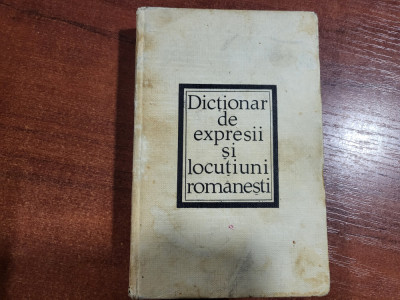 Dicționar
de
expresii
și
locuțiuni
românești